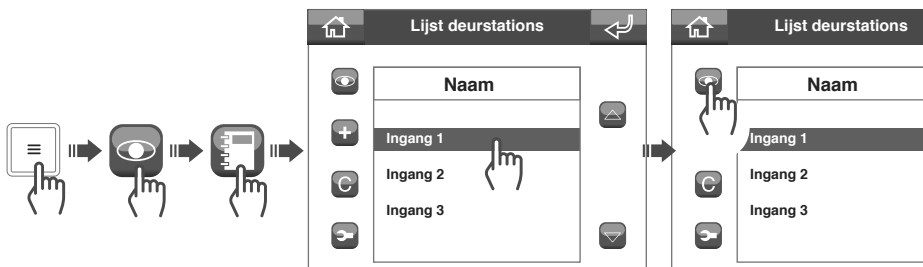 Lijst deurstations
Naam
Ingang 1
Ingang 2
Ingang 3
C
Lijst deurstations
Naam
Ingang 1
Ingang 2
Ingang 3
C